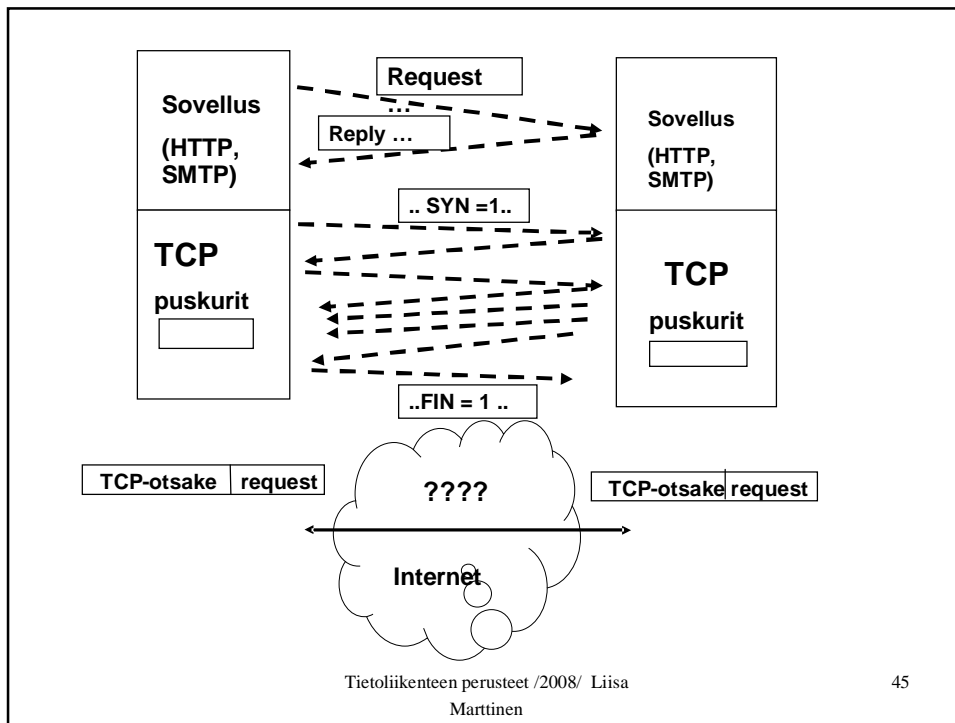 Request
...
Reply ...
Sovellus
(HTTP,
SMTP)
Sovellus
(HTTP,
SMTP)
.. SYN =1..
TCP
puskurit
TCP
puskurit
..FIN = 1 ..
TCP-otsake request
????
TCP-otsake request
Internet
Tietoliikenteen perusteet /2008/ Liisa
Marttinen
45